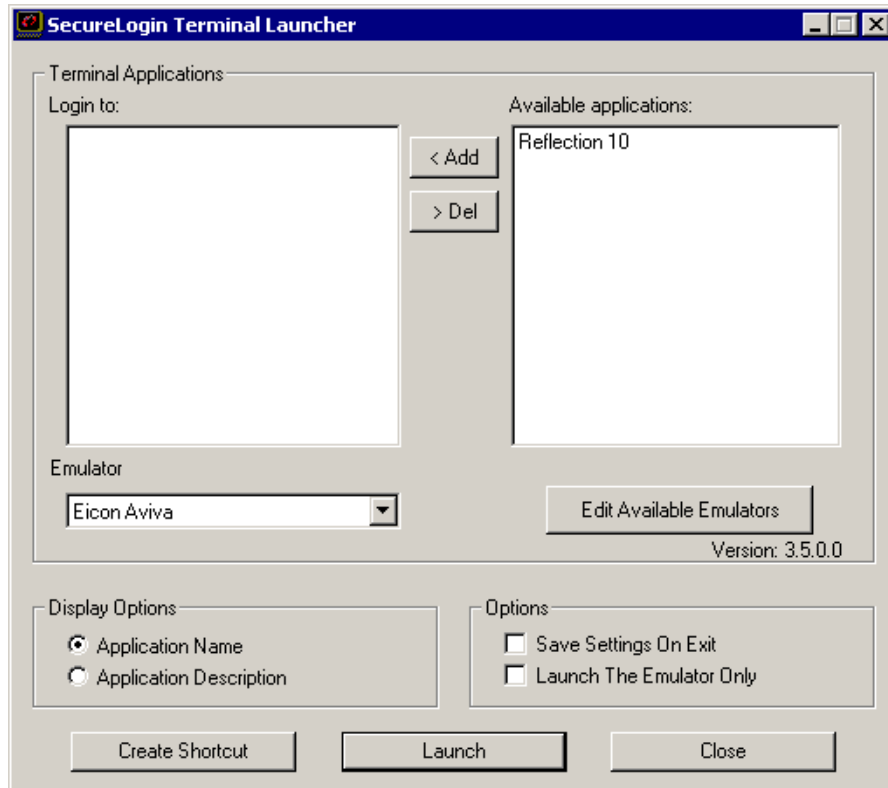 SecureLogin Terminal Launcher
Terminal Applications
Login to:
Available applications:
< Add
Reflection 10
> Del
Emulator
Eicon Aviva
Edit Available Emulators
Version: 3.5.0.0
Display Options
Application Name
Application Description
Options
Save Settings On Exit
Launch The Emulator Only
Create Shortcut
Launch
Close